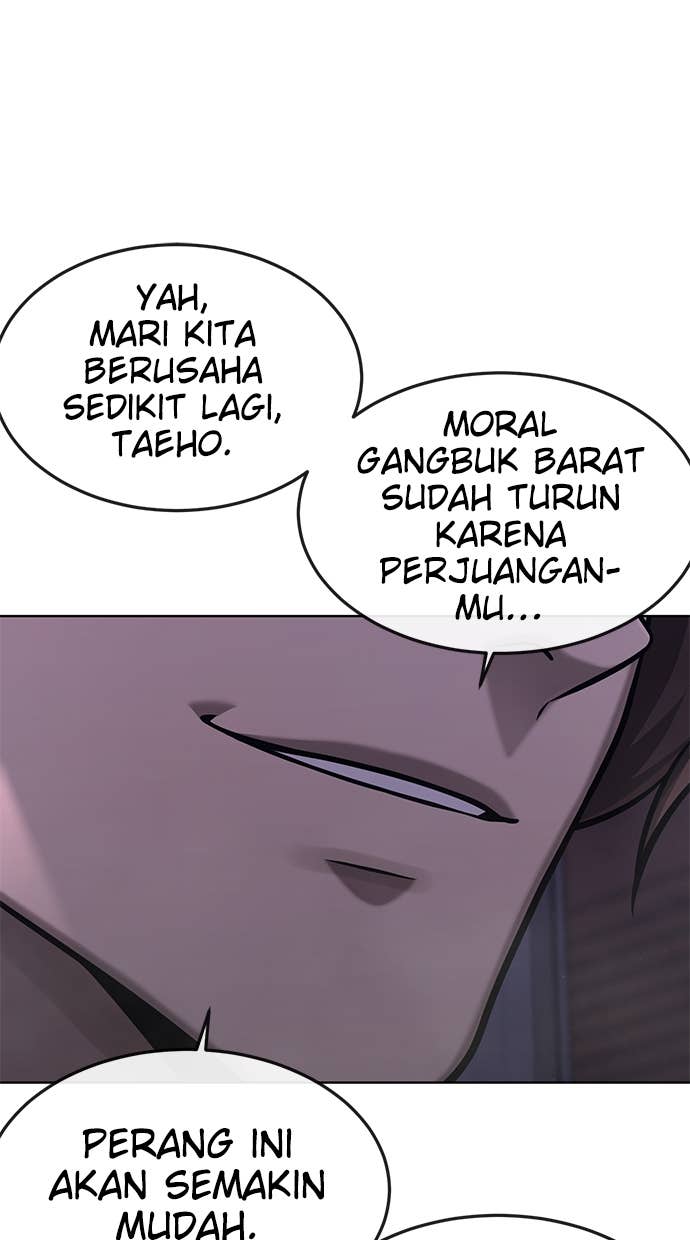 YAH,
MARI KITA
BERUSAHA
SEDIKIT LAGI,
TAEHO.
MORAL
GANGBUK BARAT
SUDAH TURUN
KARENA
PERJUANGAN-
MU...
PERANG INI
AKAN SEMAKIN
MUDAH.